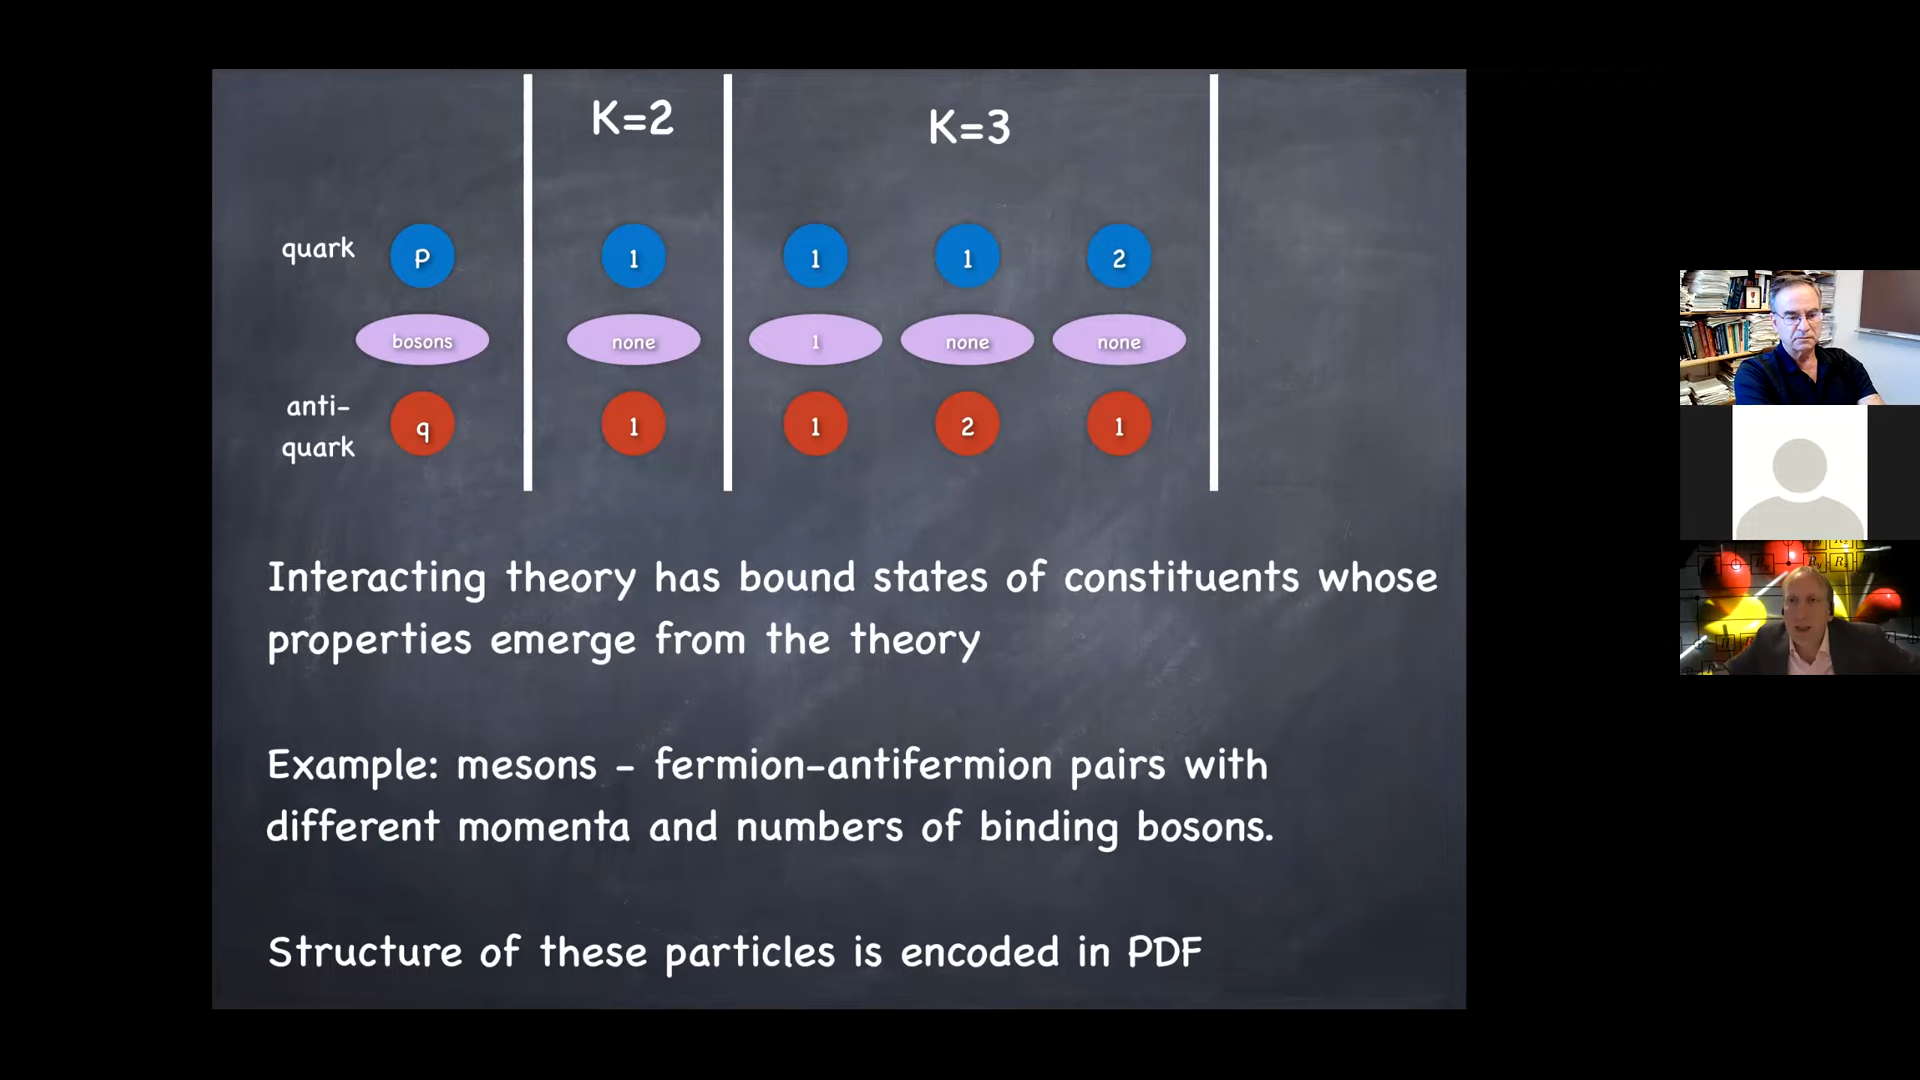 K=2
K=3
quark
P
1
1
1
2
bosons
none
1
none
none
anti-
quark
q
1
1
2
1
Interacting theory has bound states of constituents whose
properties emerge from the theory
Example: mesons - fermion-antifermion pairs with
different momenta and numbers of binding bosons.
Structure of these particles is encoded in PDF